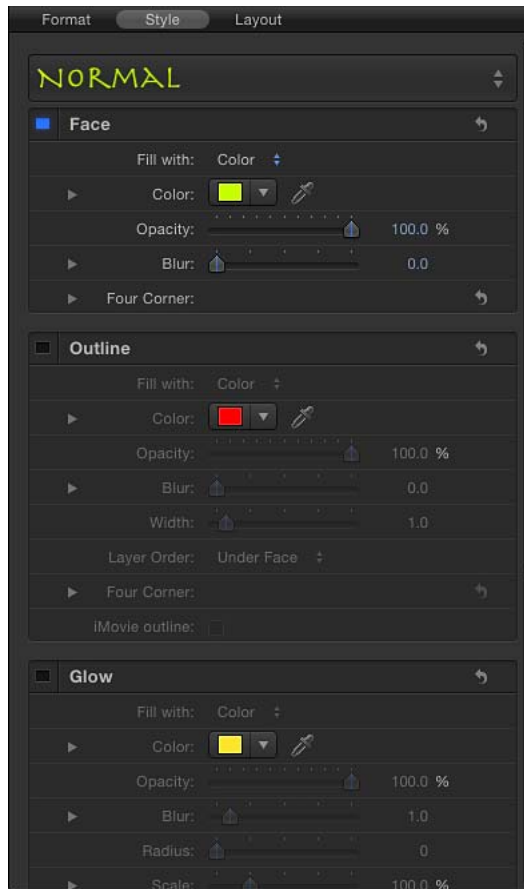 Format Style Layout
NORMAL
Face
Fill with: Color
Color:
Opacity: 100.0 %
Blur: 0.0
Four Corner:
Outline
Fill with: Color
Color:
Opacity: 100.0 %
Blur: 0.0
Width: 1.0
Layer Order: Under Face
Four Corner:
iMovie outline:
Glow
Fill with: Color
Color:
Opacity: 100.0 %
Blur: 1.0
Radius: 0
Scale: 100.0 %